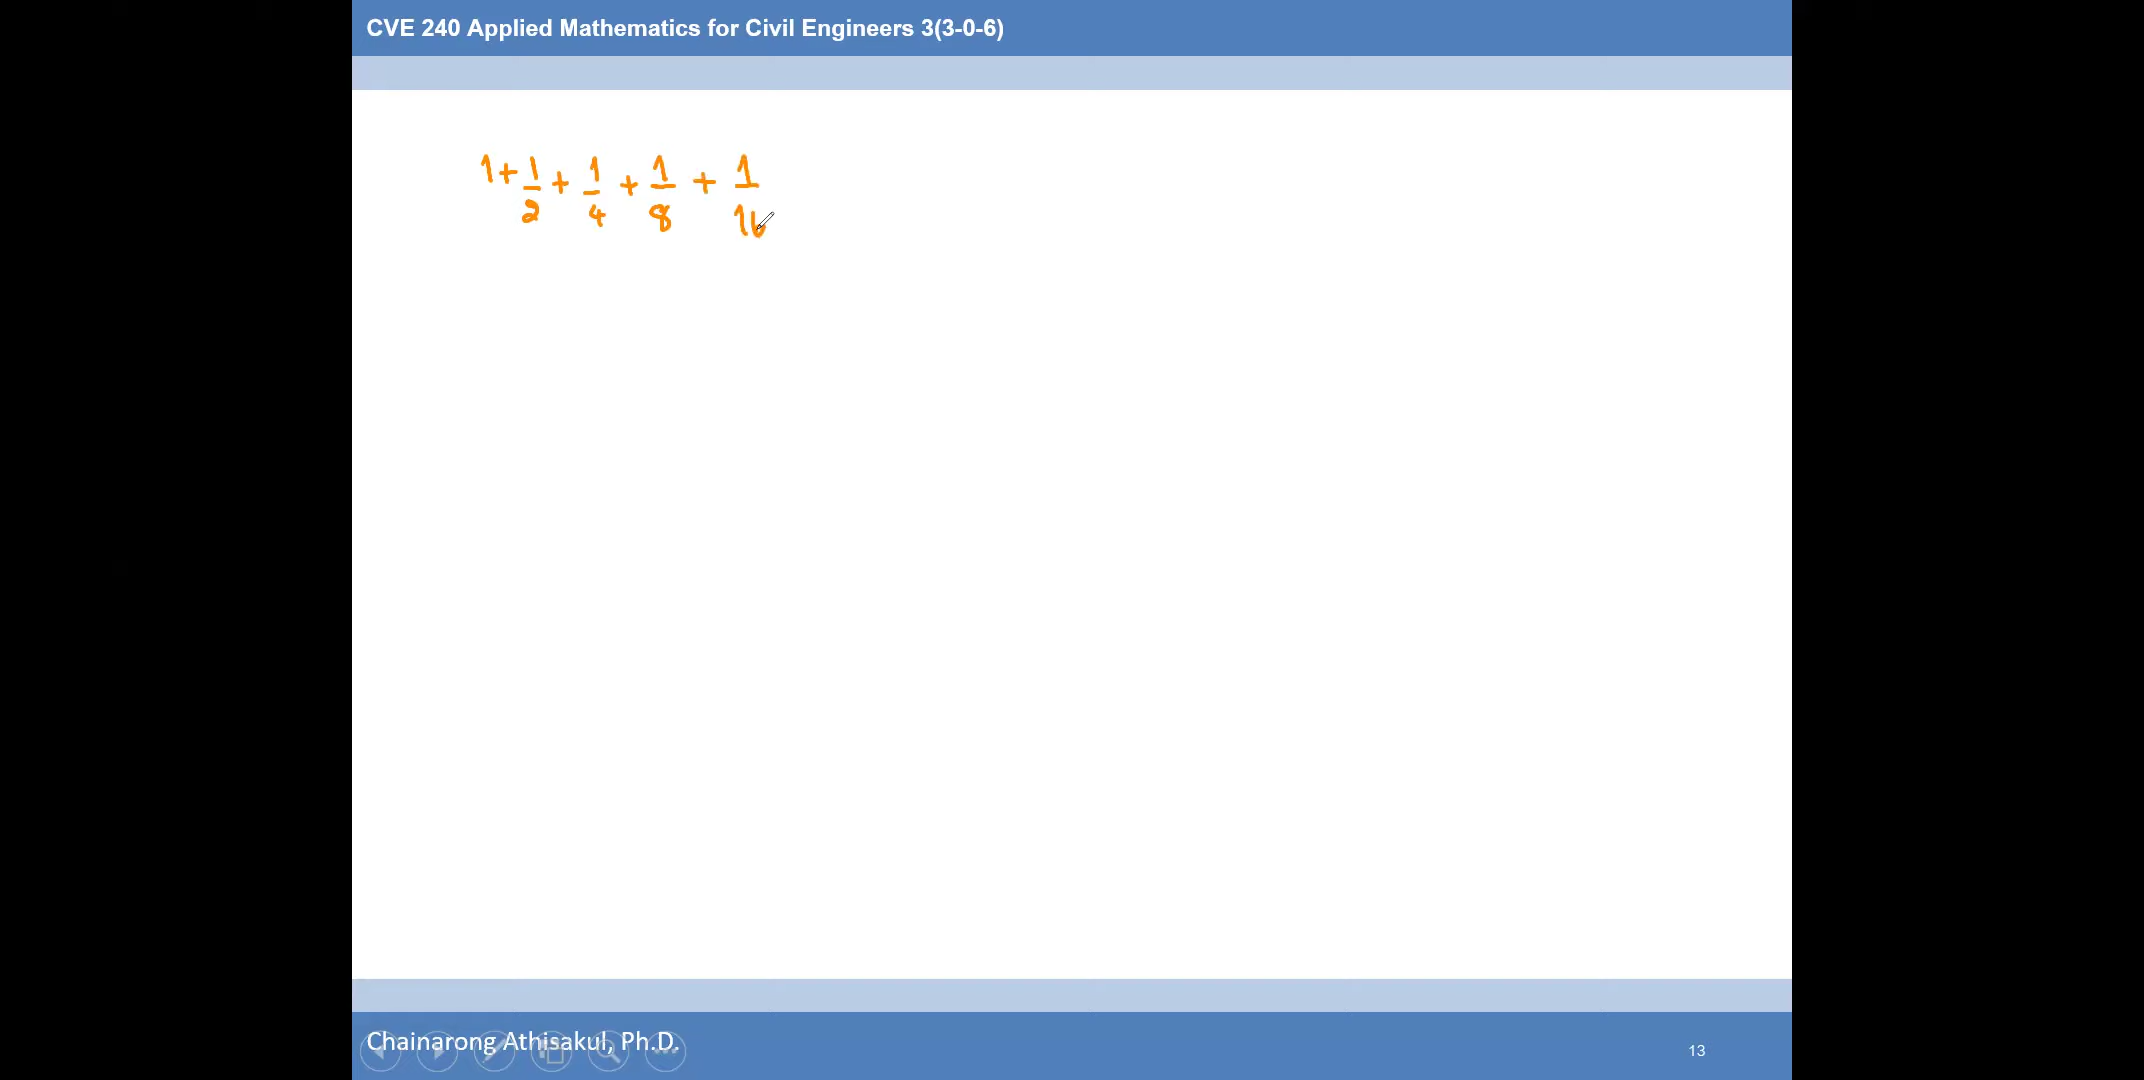 CVE 240 Applied Mathematics for Civil Engineers 3(3-0-6)
1 + 1/2 + 1/4 + 1/8 + 1/16
Chainarong Athisakul, Ph.D.
13